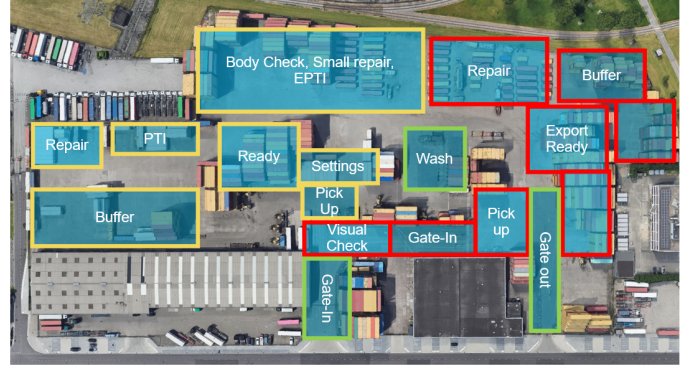 Body Check, Small repair,
EPTI
Repair
Buffer
Repair
PTI
Ready
Settings
Wash
Export
Ready
Buffer
Pick
Up
Visual
Check
Gate-In
Pick
up
Gate out
Gate-In